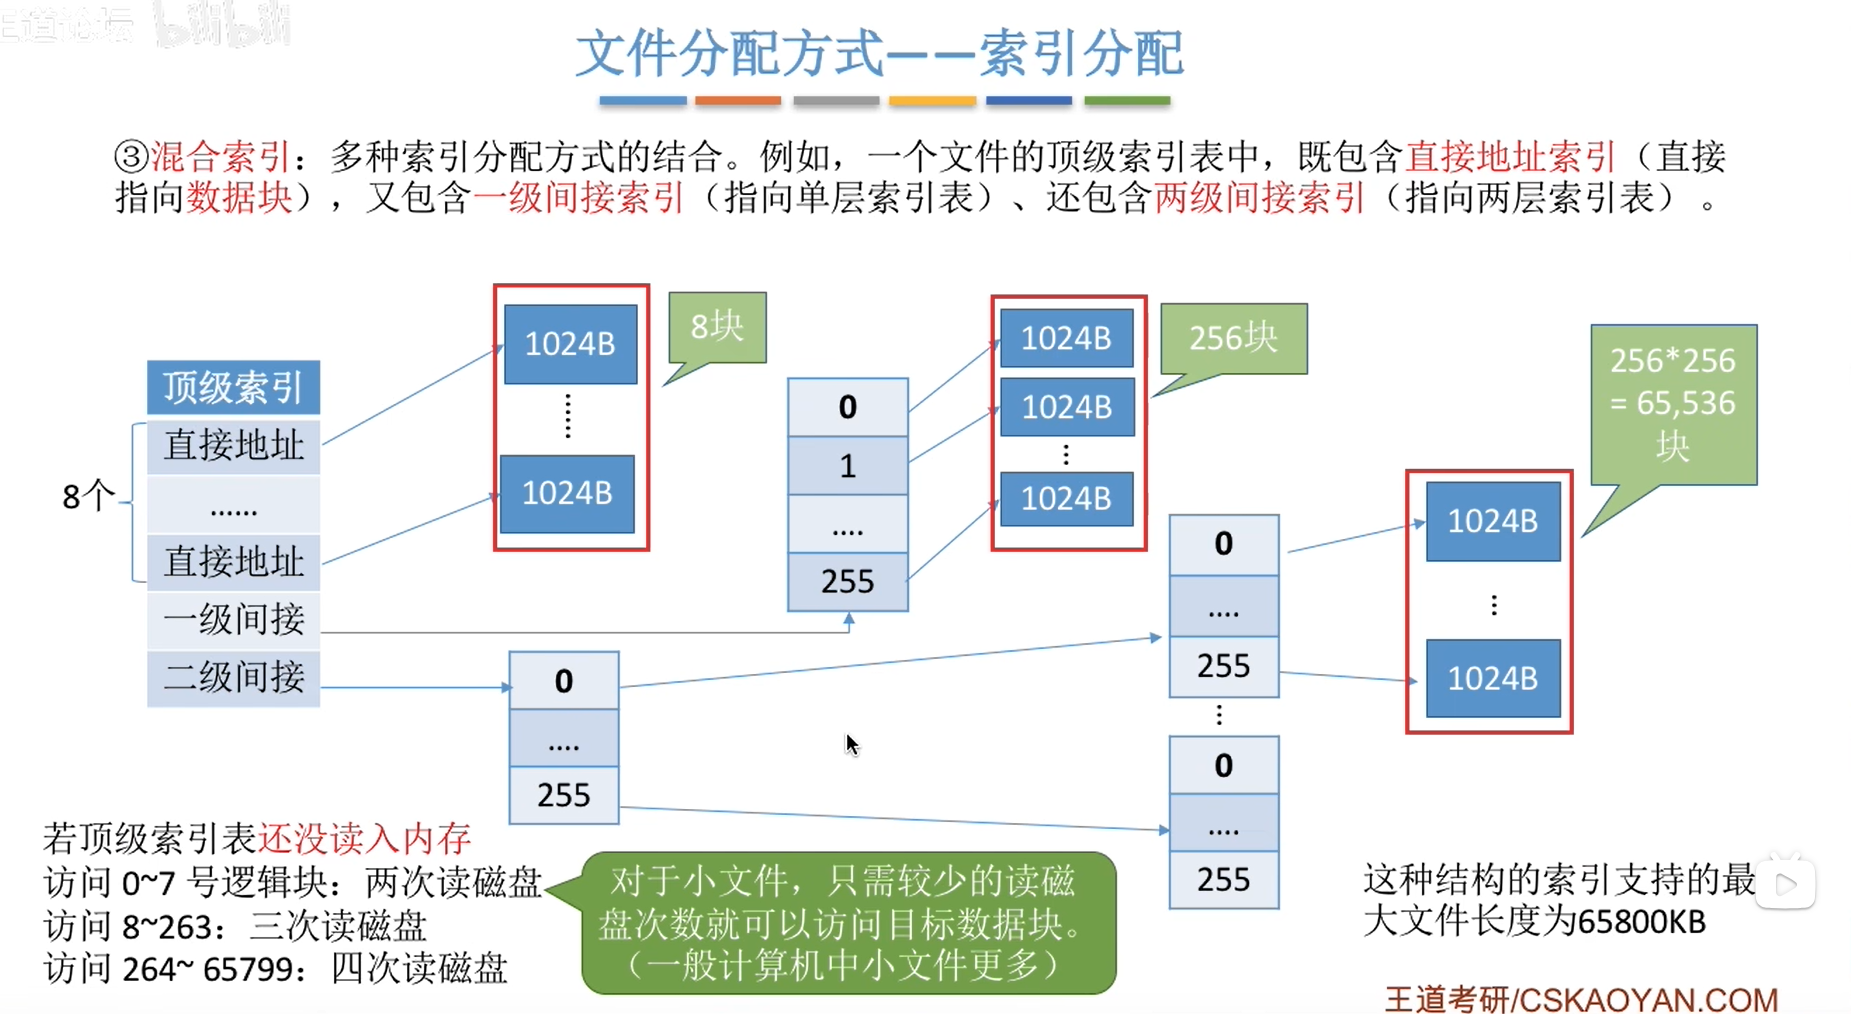 王道论坛 bilibili
文件分配方式——索引分配
③混合索引：多种索引分配方式的结合。例如，一个文件的顶级索引表中，既包含直接地址索引（直接
指向数据块），又包含一级间接索引（指向单层索引表）、还包含两级间接索引（指向两层索引表） 。
顶级索引
直接地址
......
直接地址
一级间接
二级间接
8个
1024B
1024B
8块
0
1
....
255
1024B
1024B
1024B
256块
0
....
255
0
....
255
0
....
255
1024B
1024B
256*256
= 65,536
块
若顶级索引表还没读入内存
访问 0~7 号逻辑块：两次读磁盘
访问 8~263：三次读磁盘
访问 264~ 65799：四次读磁盘
对于小文件，只需较少的读磁
盘次数就可以访问目标数据块。
（一般计算机中小文件更多）
这种结构的索引支持的最
大文件长度为65800KB
王道考研/CSKAOYAN.COM